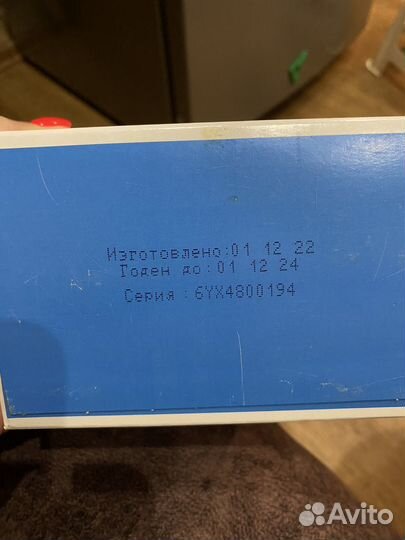 Изготовлено:01 12 22
Годен до:01 12 24
Серия : 6YX4800194
Avito